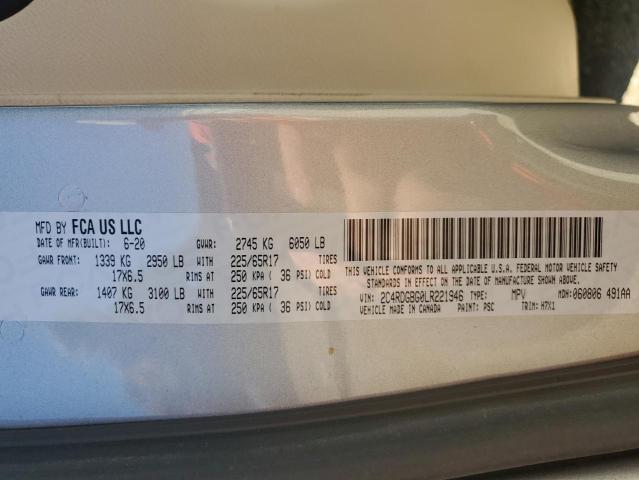 MFD BY FCA US LLC
DATE OF MFR(BUILT): 6-20 GVWR: 2745 KG 6050 LB
GAWR FRONT: 1339 KG 2950 LB WITH 225/65R17 TIRES
17X6.5 RIMS AT 250 KPA ( 36 PSI) COLD
GAWR REAR: 1407 KG 3100 LB WITH 225/65R17 TIRES
17X6.5 RIMS AT 250 KPA ( 36 PSI) COLD
THIS VEHICLE CONFORMS TO ALL APPLICABLE U.S.A. FEDERAL MOTOR VEHICLE SAFETY
STANDARDS IN EFFECT ON THE DATE OF MANUFACTURE SHOWN ABOVE.
VIN: 2C4RDGBG0LR221946 TYPE: MPV MDH: 060806 491AA
VEHICLE MADE IN CANADA PAINT: PSC TRIM: H7X1